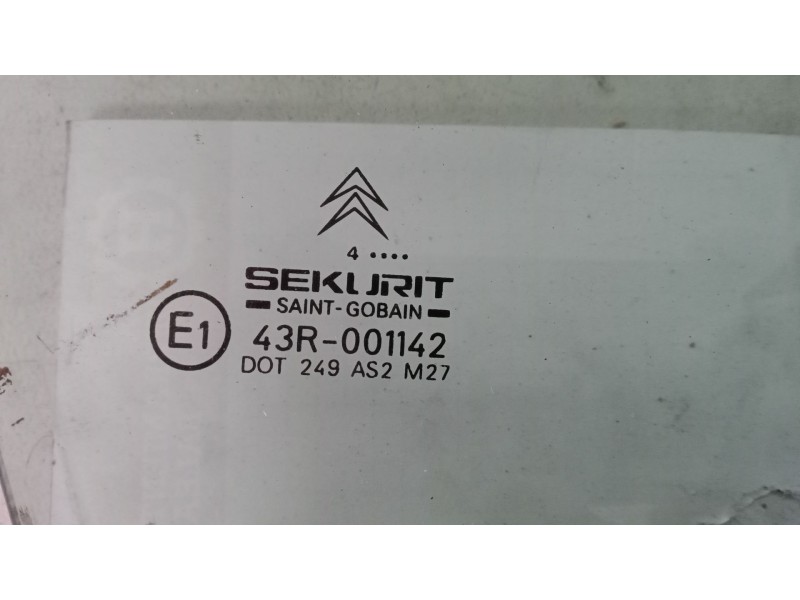 4 ••••
SEKURIT
SAINT-GOBAIN
E1 43R-001142
DOT 249 AS2 M27